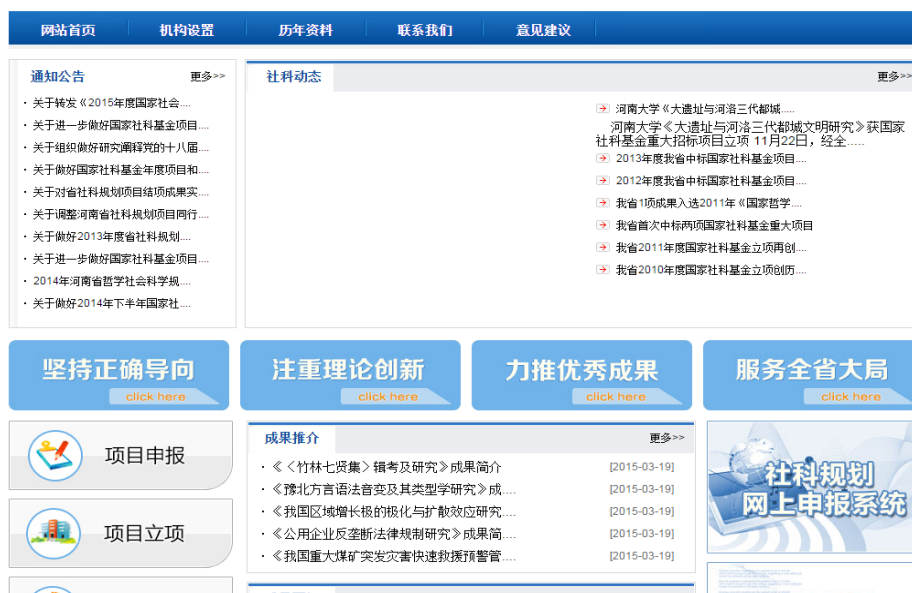 网站首页 机构设置 历年资料 联系我们 意见建议
通知公告 更多>>
· 关于转发《2015年度国家社会....
· 关于进一步做好国家社科基金项目....
· 关于组织做好研究阐释党的十八届....
· 关于做好国家社科基金年度项目和....
· 关于对省社科规划项目结项成果实....
· 关于调整河南省社科规划项目同行....
· 关于做好2013年度省社科规划....
· 关于进一步做好国家社科基金项目....
· 2014年河南省哲学社会科学规....
· 关于做好2014年下半年国家社....
社科动态 更多>>
河南大学《大遗址与河洛三代都城.....
河南大学《大遗址与河洛三代都城文明研究》获国家
社科基金重大招标项目立项 11月22日，经全.....
2013年度我省中标国家社科基金项目....
2012年度我省中标国家社科基金项目....
我省1项成果入选2011年《国家哲学....
我省首次中标两项国家社科基金重大项目
我省2011年度国家社科基金立项再创....
我省2010年度国家社科基金立项创历....
坚持正确导向
click here
注重理论创新
click here
力推优秀成果
click here
服务全省大局
click here
项目申报
项目立项
成果推介 更多>>
· 《〈竹林七贤集〉辑考及研究》成果简介 [2015-03-19]
· 《豫北方言语法音变及其类型学研究》成.... [2015-03-19]
· 《我国区域增长极的极化与扩散效应研究.... [2015-03-19]
· 《公用企业反垄断法律规制研究》成果简.... [2015-03-19]
· 《我国重大煤矿突发灾害快速救援预警管.... [2015-03-19]
社科规划
网上申报系统